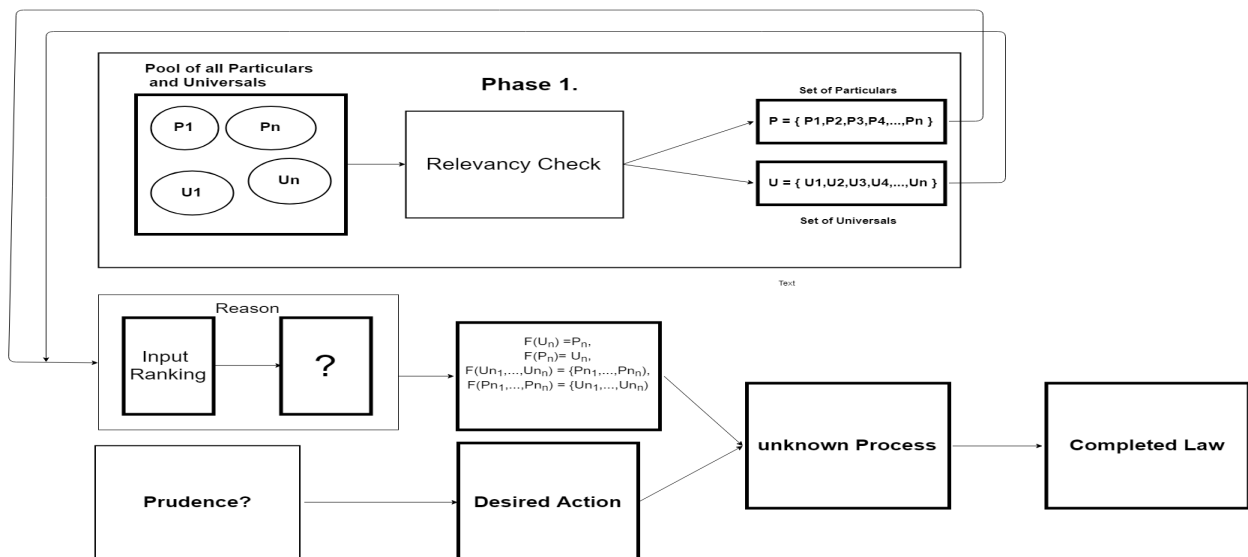 Pool of all Particulars
and Universals
Phase 1.
P1
Pn
U1
Un
Relevancy Check
Set of Particulars
P = { P1,P2,P3,P4,...,Pn }
U = { U1,U2,U3,U4,...,Un }
Set of Universals
Text
Reason
Input
Ranking
?
F(Uₙ) =Pₙ,
F(Pₙ)= Uₙ,
F(Un₁,...,Unₙ) = {Pn₁,...,Pnₙ),
F(Pn₁,...,Pnₙ) = {Un₁,...,Unₙ)
unknown Process
Completed Law
Prudence?
Desired Action